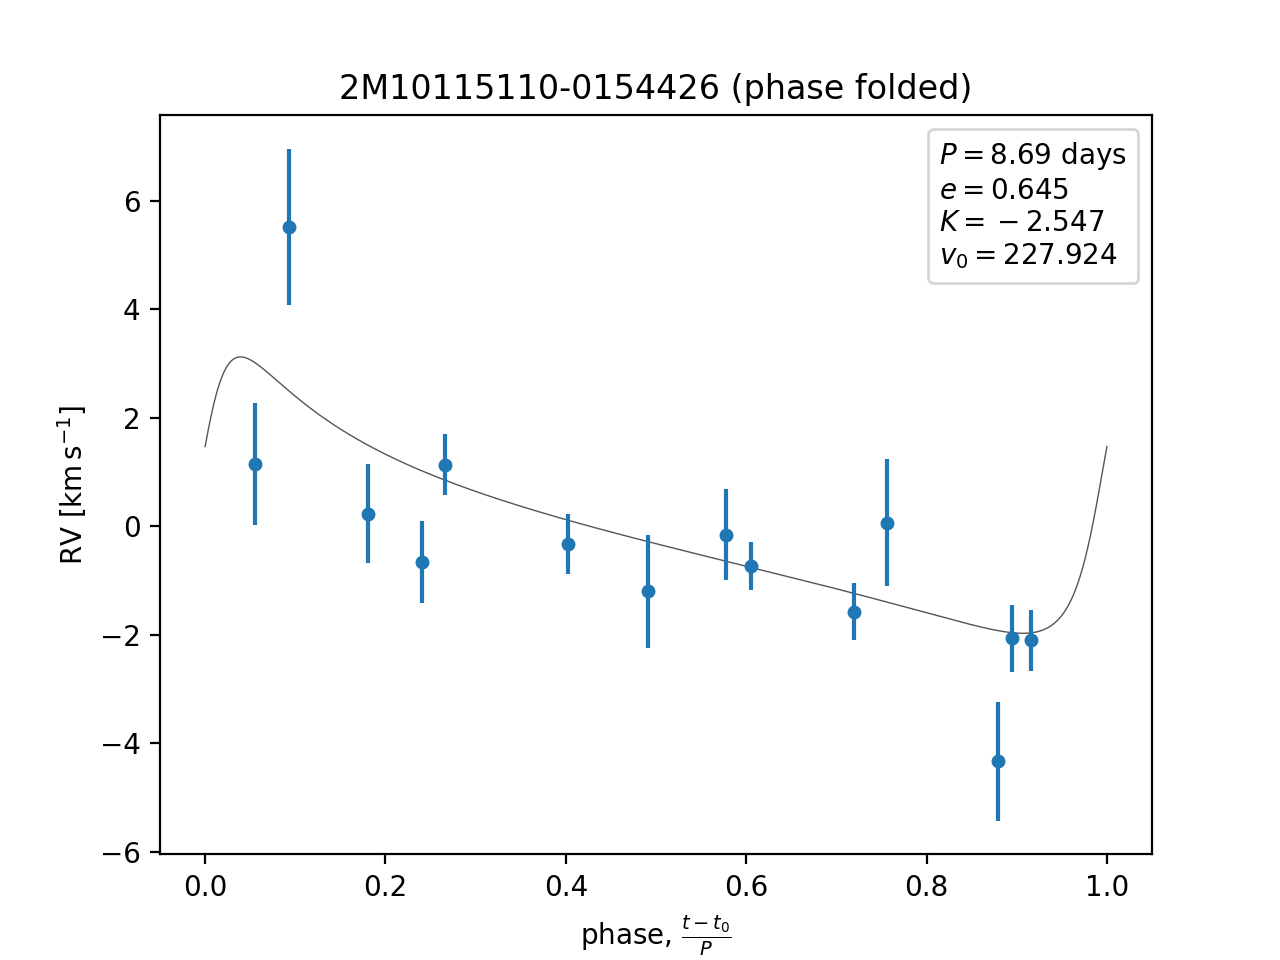 2M10115110-0154426 (phase folded)
P = 8.69 days
e = 0.645
K = −2.547
v₀ = 227.924
6
4
2
0
−2
−4
−6
RV [km s⁻¹]
0.0 0.2 0.4 0.6 0.8 1.0
phase, (t − t₀)/P